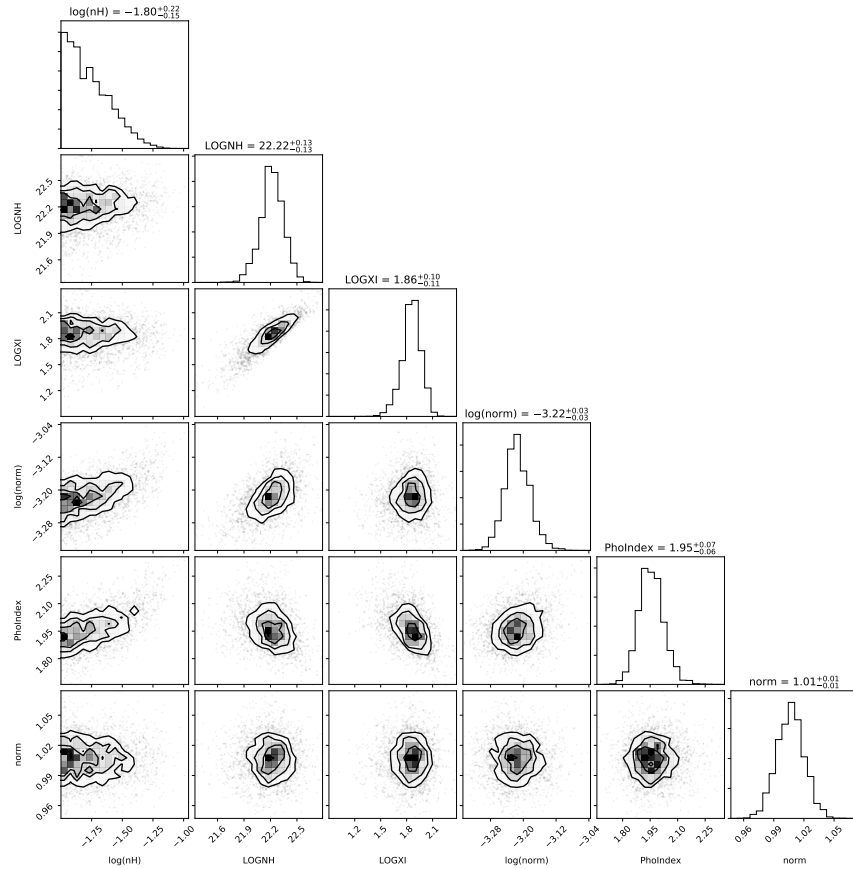 log(nH) = −1.80+0.22−0.15
LOGNH = 22.22+0.13−0.13
LOGNH
22.5
22.2
21.9
21.6
LOGXI = 1.86+0.10−0.11
LOGXI
2.1
1.8
1.5
1.2
log(norm) = −3.22+0.03−0.03
log(norm)
−3.04
−3.12
−3.20
−3.28
PhoIndex = 1.95+0.07−0.06
PhoIndex
2.25
2.10
1.95
1.80
norm = 1.01+0.01−0.01
norm
1.05
1.02
0.99
0.96
−1.75 −1.50 −1.25 −1.00
21.6 21.9 22.2 22.5
1.2 1.5 1.8 2.1
−3.28 −3.20 −3.12 −3.04
1.80 1.95 2.10 2.25
0.96 0.99 1.02 1.05
log(nH) LOGNH LOGXI log(norm) PhoIndex norm